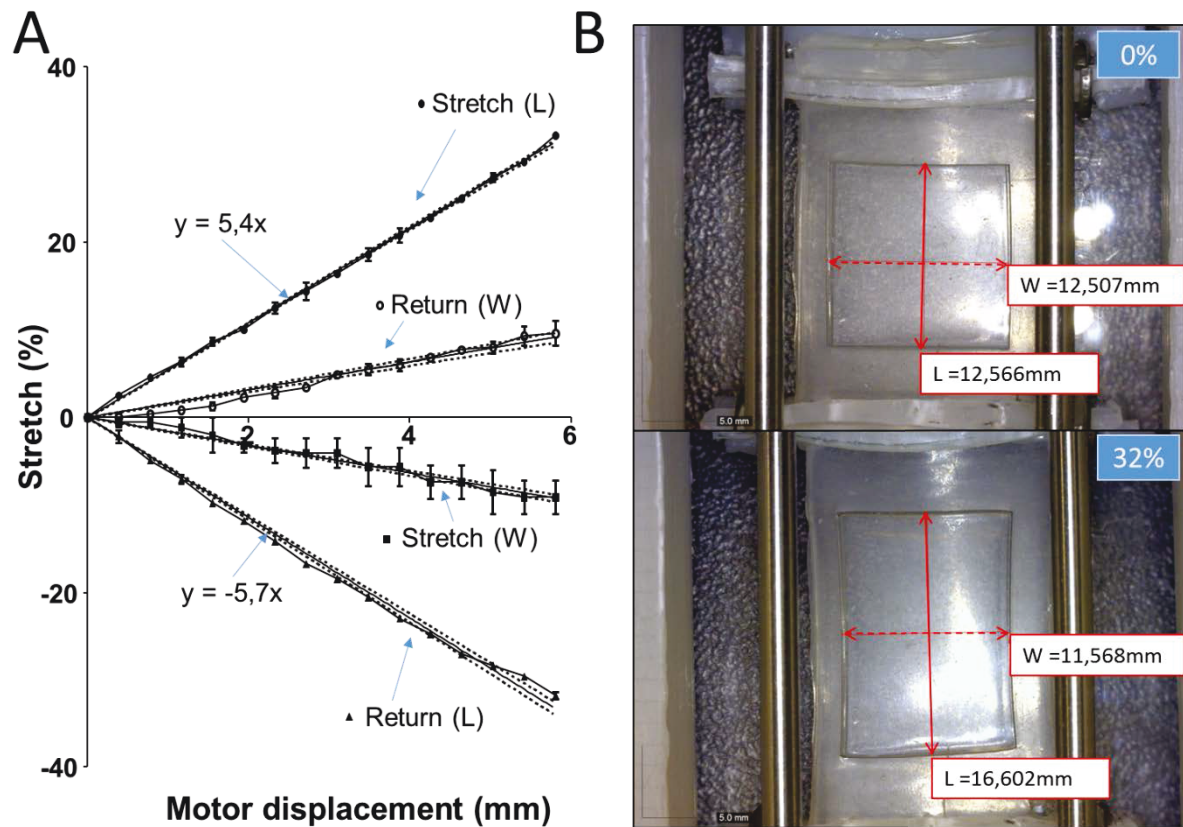 A
40
20
0
-20
-40
Stretch (%)
Stretch (L)
y = 5,4x
Return (W)
2
4
6
Stretch (W)
y = -5,7x
Return (L)
Motor displacement (mm)
B
0%
W =12,507mm
L =12,566mm
5.0 mm
32%
W =11,568mm
L =16,602mm
5.0 mm